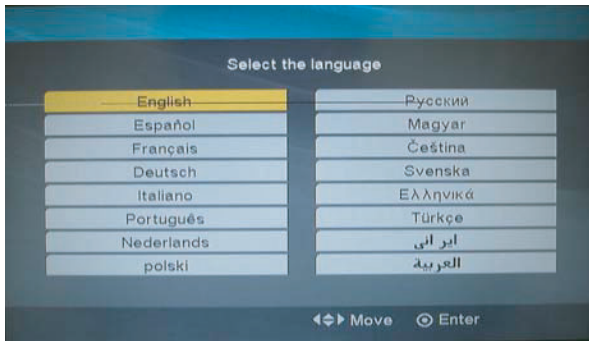 Select the language
English
Español
Français
Deutsch
Italiano
Português
Nederlands
polski
Русский
Magyar
Čeština
Svenska
Ελληνικά
Türkçe
ایرانی
العربية
Move Enter